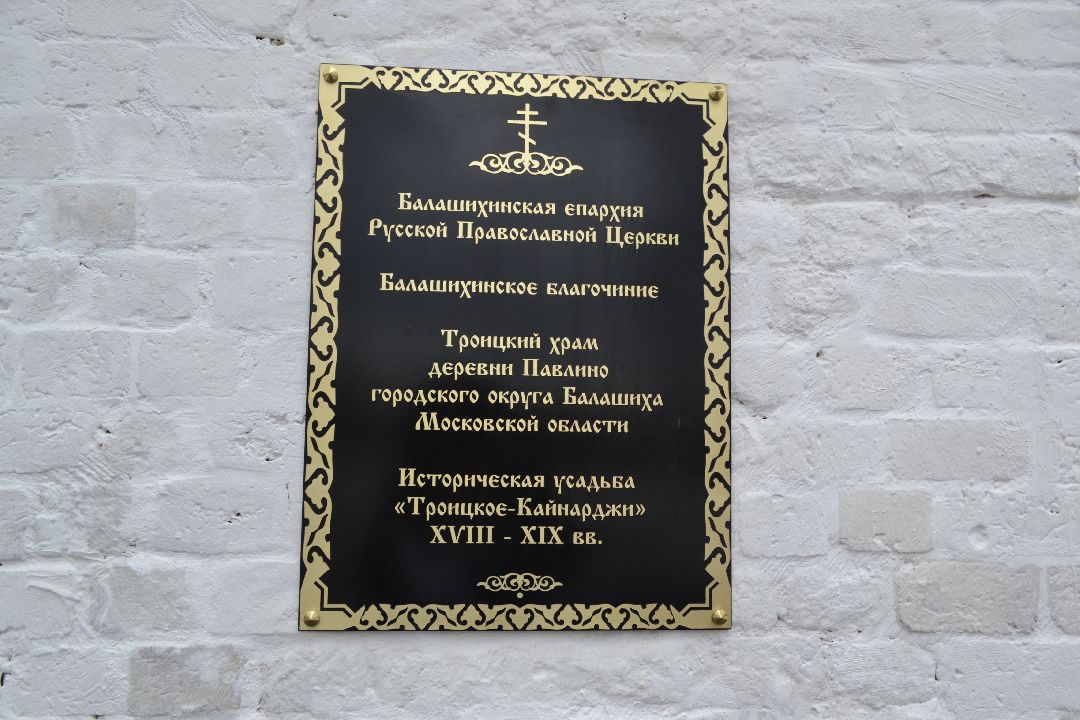 Балашихинская епархия
Русской Православной Церкви
Балашихинское благочиние
Троицкий храм
деревни Павлино
городского округа Балашиха
Московской области
Историческая усадьба
«Троицкое-Кайнарджи»
XVIII - XIX вв.